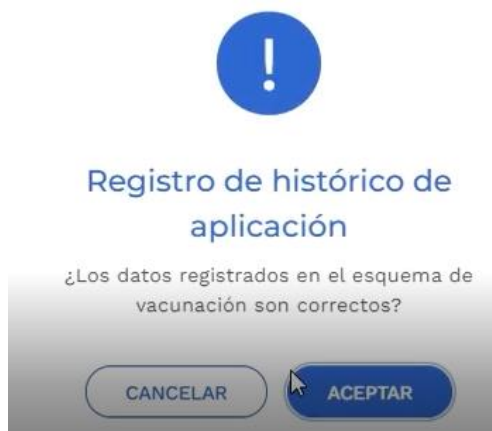 !
Registro de histórico de
aplicación
¿Los datos registrados en el esquema de
vacunación son correctos?
CANCELAR
ACEPTAR